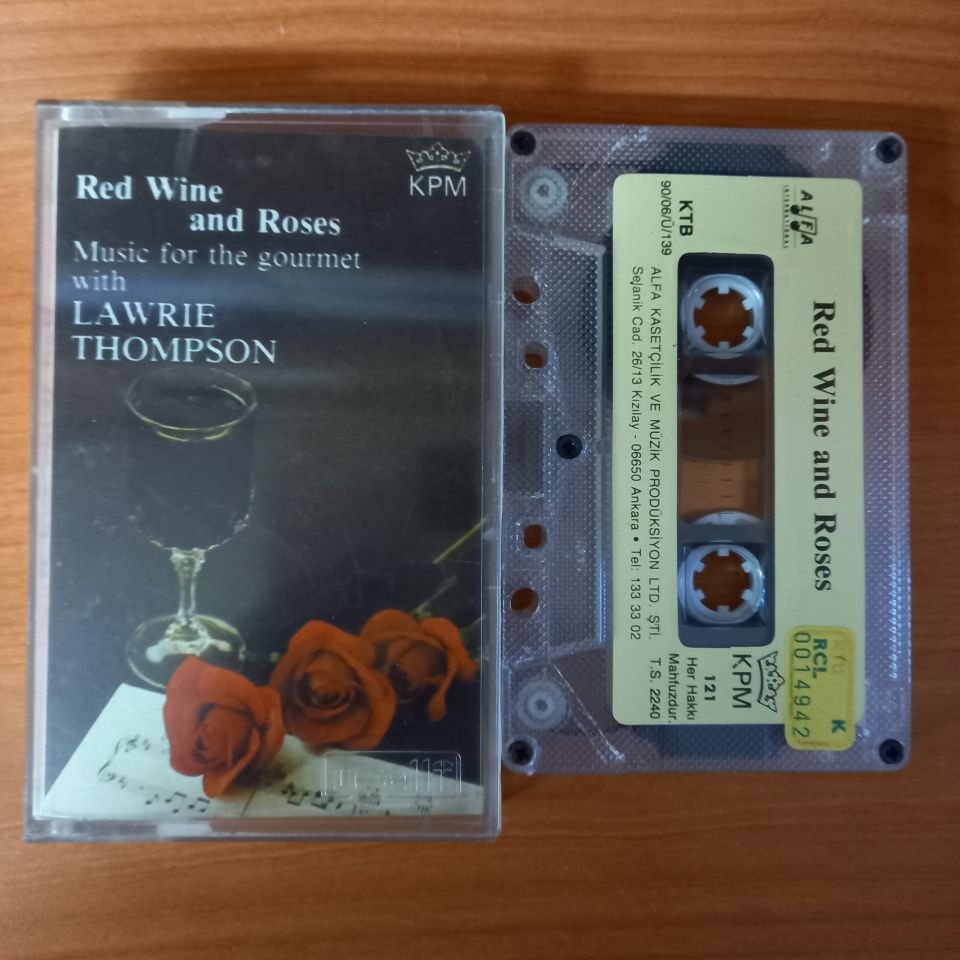 KPM
Red Wine
and Roses
Music for the gourmet
with
LAWRIE
THOMPSON
ALFA
INTERNATIONAL
Red Wine and Roses
KTB
90/06/Ü/139
ALFA KASETÇİLİK VE MÜZİK PRODÜKSİYON LTD. ŞTİ.
Selanik Cad. 26/13 Kızılay - 06650 Ankara • Tel: 133 33 02
KPM
121
Her Hakkı
Mahfuzdur.
T.S. 2240
K
RCL
0014942